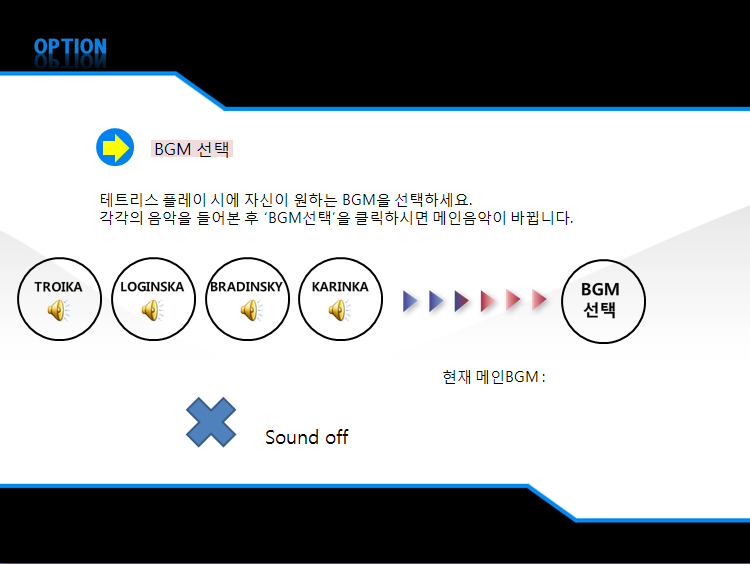 OPTION
BGM 선택
테트리스 플레이 시에 자신이 원하는 BGM을 선택하세요.
각각의 음악을 들어본 후 ‘BGM선택’을 클릭하시면 메인음악이 바뀝니다.
TROIKA
LOGINSKA
BRADINSKY
KARINKA
BGM
선택
현재 메인BGM :
Sound off